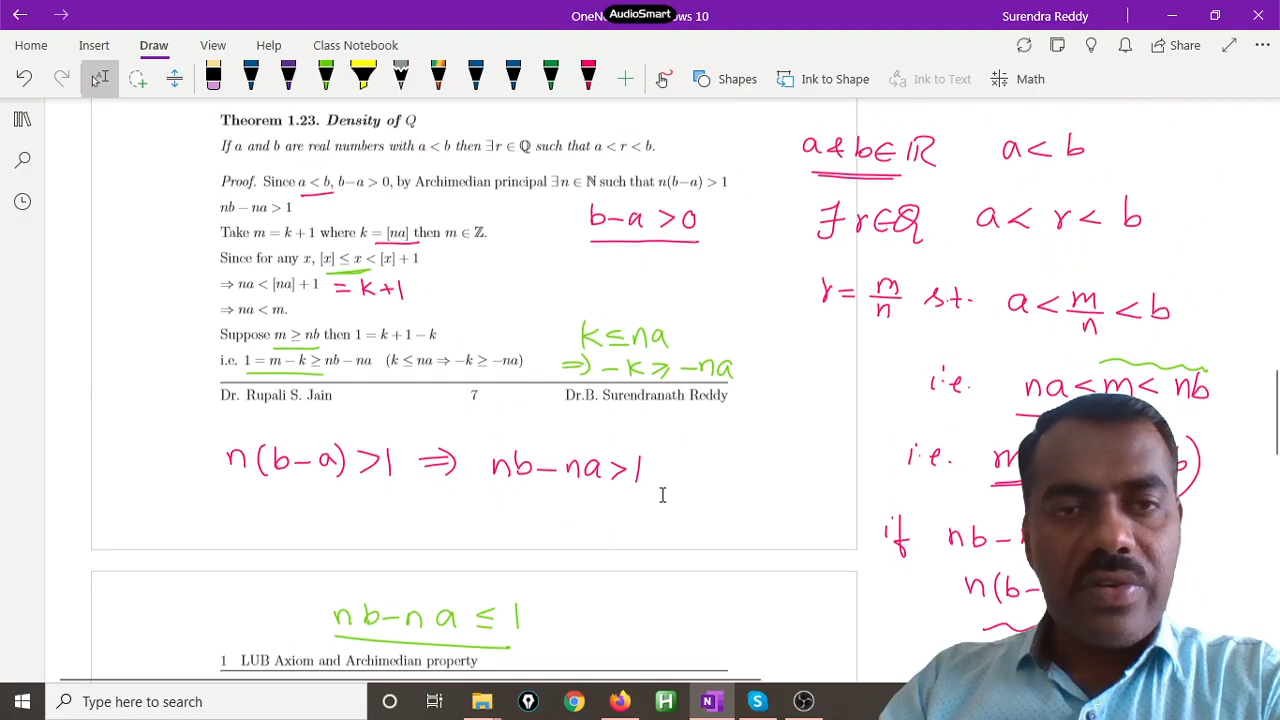 OneNo
ows 10
AudioSmart
Surendra Reddy
Home Insert Draw View Help Class Notebook Share
Shapes Ink to Shape Ink to Text Math
Theorem 1.23. Density of Q
If a and b are real numbers with a < b then ∃ r ∈ ℚ such that a < r < b.
Proof. Since a < b, b−a > 0, by Archimedian principal ∃ n ∈ ℕ such that n(b−a) > 1
nb − na > 1
Take m = k + 1 where k = [na] then m ∈ ℤ.
Since for any x, [x] ≤ x < [x] + 1
⇒ na < [na] + 1 = k+1
⇒ na < m.
Suppose m ≥ nb then 1 = k + 1 − k
i.e. 1 = m − k ≥ nb − na (k ≤ na ⇒ −k ≥ −na)
Dr. Rupali S. Jain 7 Dr.B. Surendranath Reddy
b−a >0
k ≤ na
⇒ −k ≥ −na
n(b−a) >1 ⇒ nb−na >1
nb−na ≤ 1
1 LUB Axiom and Archimedian property
a & b ∈ ℝ a < b
∃ r ∈ ℚ a < r < b
r = m/n s.t. a < m/n < b
i.e. na < m < nb
i.e. m b)
if nb−
n(b−
Type here to search